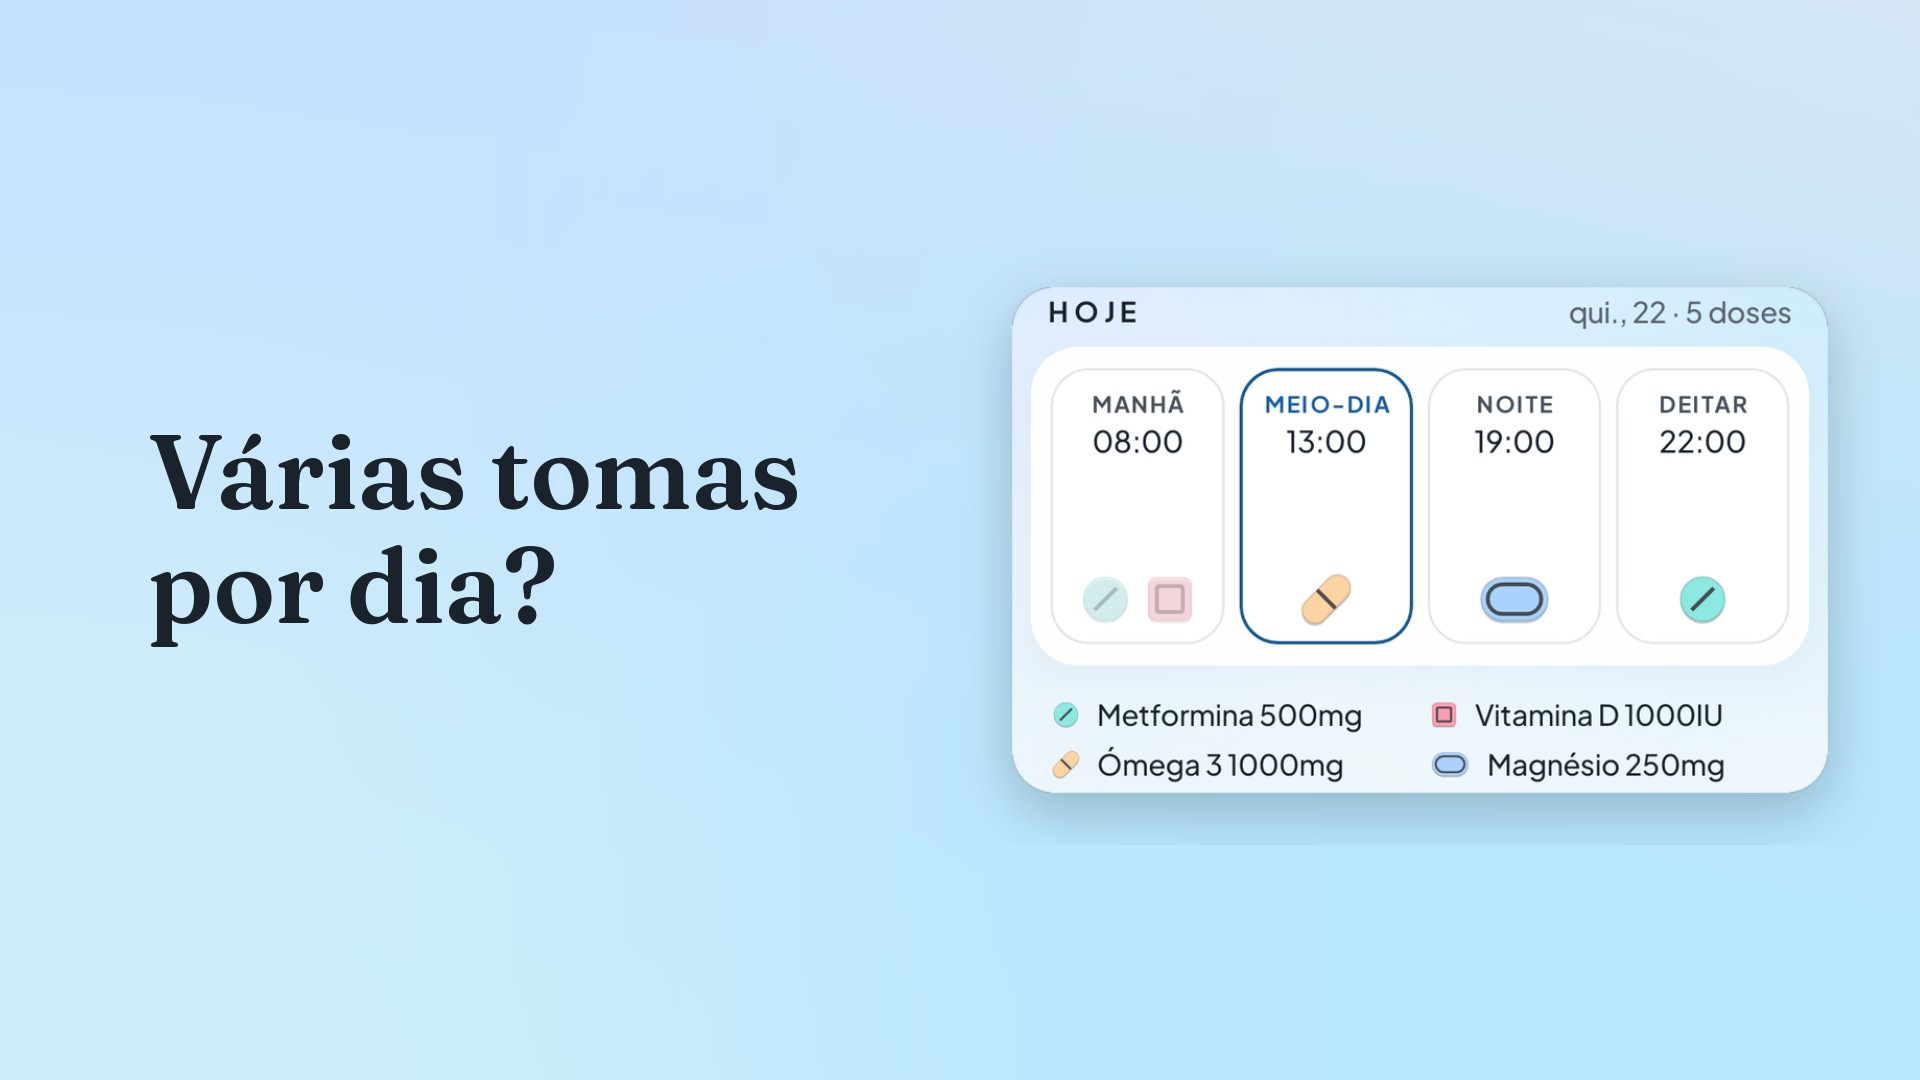 Várias tomas
por dia?
HOJE
qui., 22 · 5 doses
MANHÃ
08:00
MEIO-DIA
13:00
NOITE
19:00
DEITAR
22:00
Metformina 500mg
Vitamina D 1000IU
Ómega 3 1000mg
Magnésio 250mg